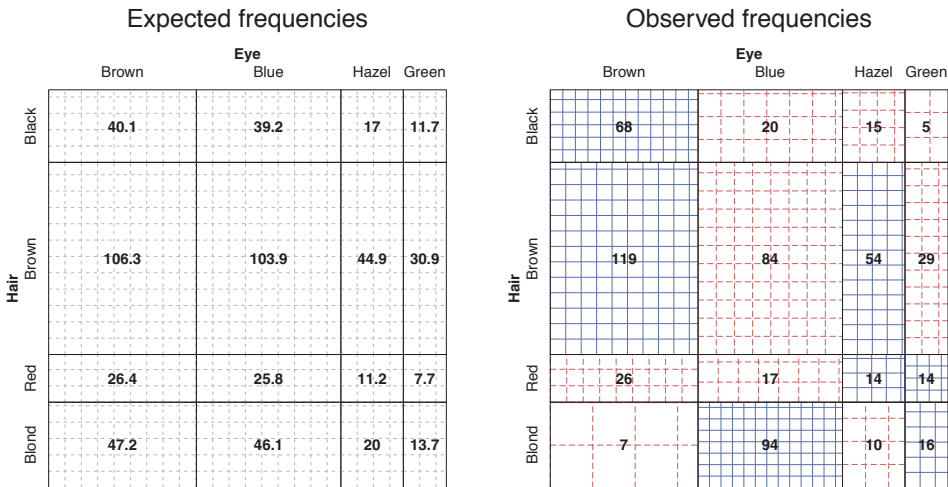 Expected frequencies
Eye
Brown Blue Hazel Green
Hair
Black 40.1 39.2 17 11.7
Brown 106.3 103.9 44.9 30.9
Red 26.4 25.8 11.2 7.7
Blond 47.2 46.1 20 13.7
Observed frequencies
Eye
Brown Blue Hazel Green
Hair
Black 68 20 15 5
Brown 119 84 54 29
Red 26 17 14 14
Blond 7 94 10 16